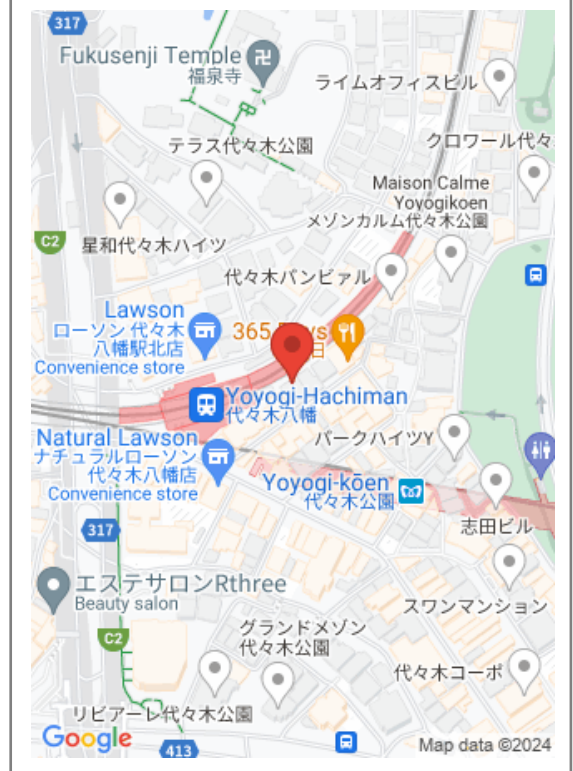 317
Fukusenji Temple
福泉寺
ライムオフィスビル
テラス代々木公園
クロワール代々
Maison Calme
Yoyogikoen
メゾンカルム代々木公園
C2
星和代々木ハイツ
代々木パンビアル
Lawson
ローソン 代々木
八幡駅北店
Convenience store
365
日
Yoyogi-Hachiman
代々木八幡
パークハイツY
Natural Lawson
ナチュラルローソン
代々木八幡店
Convenience store
Yoyogi-kōen
代々木公園
志田ビル
317
エステサロンRthree
Beauty salon
スワンマンション
C2
グランドメゾン
代々木公園
代々木コーポ
リビアーレ代々木公園
Google
413
Map data ©2024